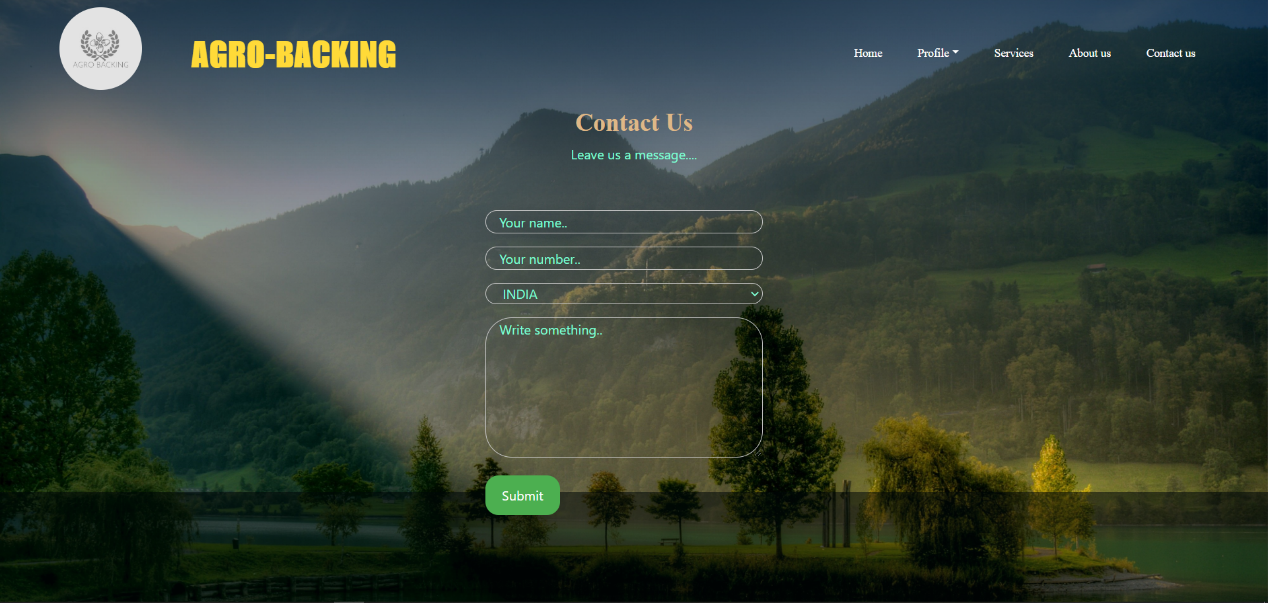 AGRO-BACKING
AGRO-BACKING
Home
Profile
Services
About us
Contact us
Contact Us
Leave us a message....
Your name..
Your number..
INDIA
Write something..
Submit